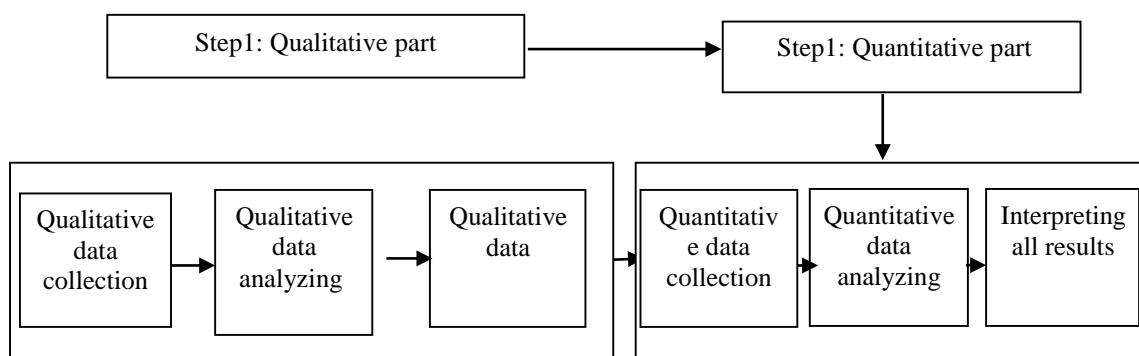 Step1: Qualitative part
Step1: Quantitative part
Qualitative
data
collection
Qualitative
data
analyzing
Qualitative
data
Quantitativ
e data
collection
Quantitative
data
analyzing
Interpreting
all results